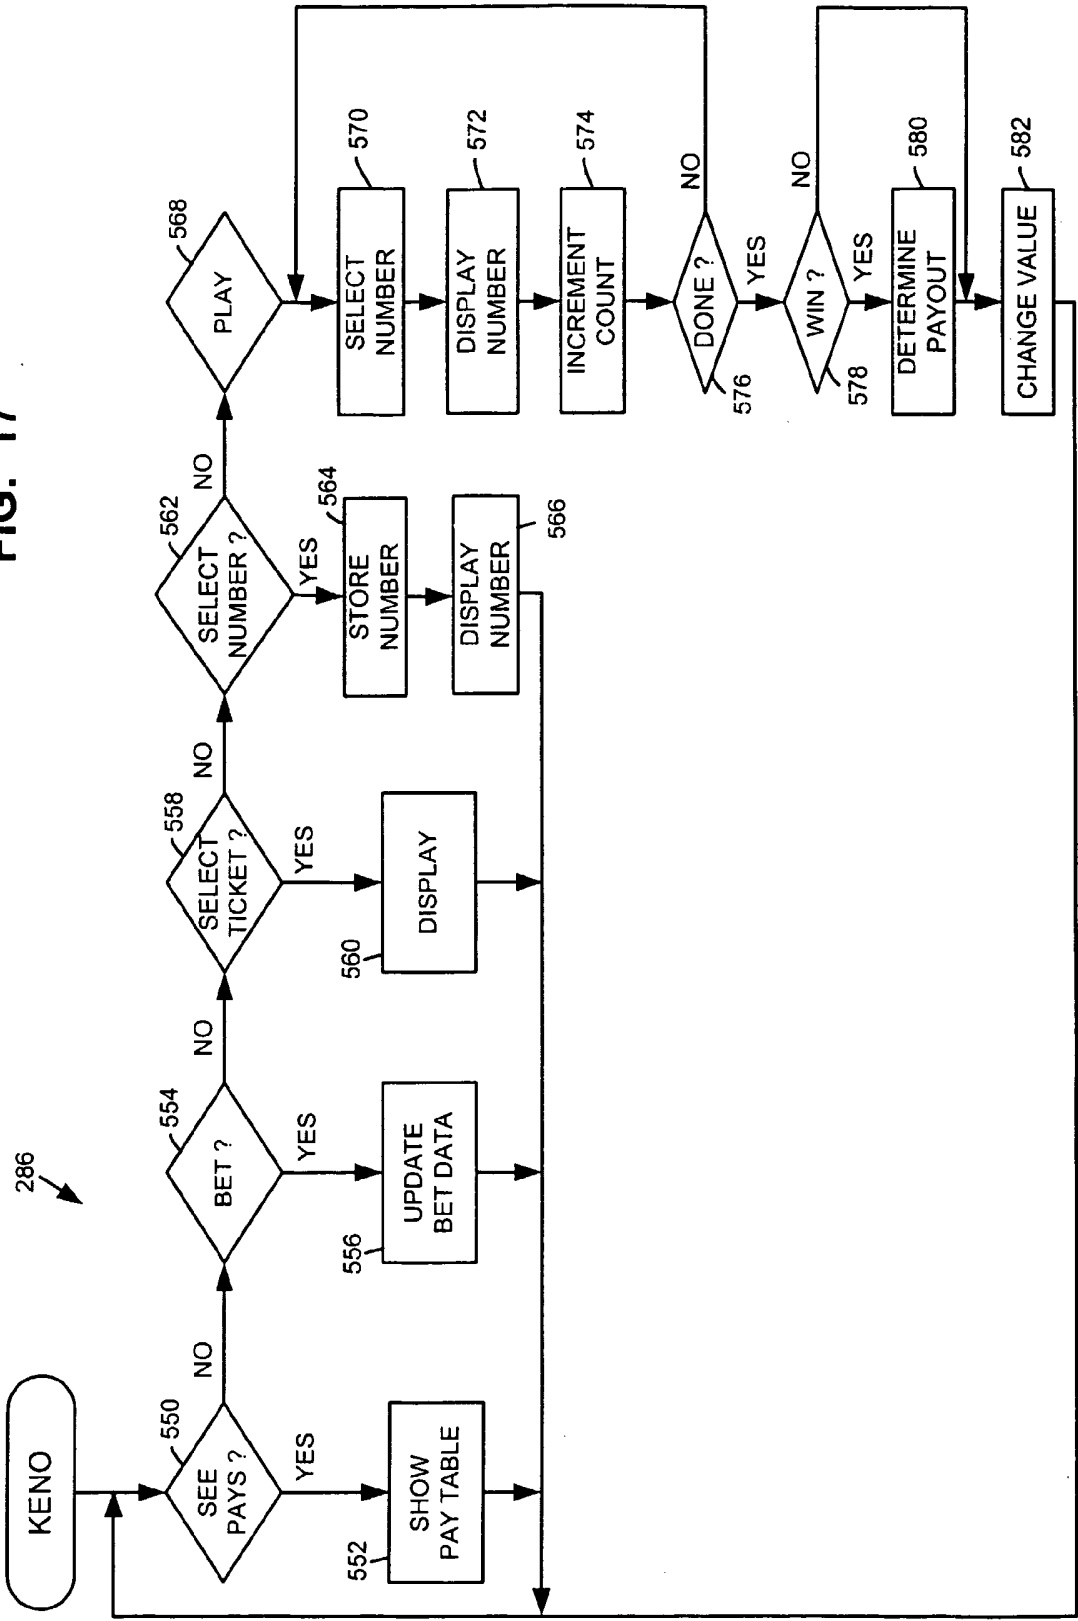 FIG. 17
286
KENO
550
SEE
PAYS ?
NO
YES
552
SHOW
PAY TABLE
554
BET ?
NO
YES
556
UPDATE
BET DATA
558
SELECT
TICKET ?
NO
YES
560
DISPLAY
562
SELECT
NUMBER ?
NO
YES
564
STORE
NUMBER
566
DISPLAY
NUMBER
568
PLAY
570
SELECT
NUMBER
572
DISPLAY
NUMBER
574
INCREMENT
COUNT
576
DONE ?
NO
YES
578
WIN ?
NO
YES
580
DETERMINE
PAYOUT
582
CHANGE VALUE